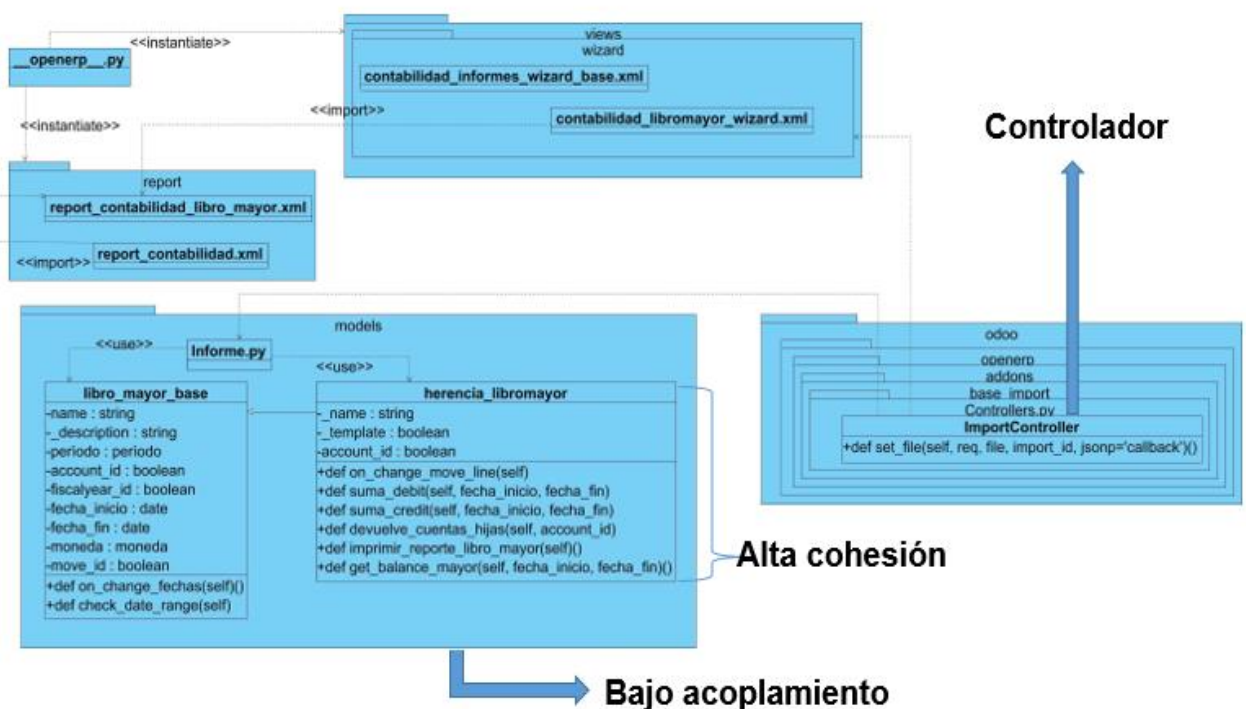 <<instantiate>>
__openerp__.py
views
wizard
contabilidad_informes_wizard_base.xml
<<import>>
contabilidad_libromayor_wizard.xml
<<instantiate>>
Controlador
report
report_contabilidad_libro_mayor.xml
report_contabilidad.xml
<<import>>
models
<<use>>
Informe.py
<<use>>
libro_mayor_base
-name : string
-_description : string
-periodo : periodo
-account_id : boolean
-fiscalyear_id : boolean
-fecha_inicio : date
-fecha_fin : date
-moneda : moneda
-move_id : boolean
+def on_change_fechas(self)()
+def check_date_range(self)
herencia_libromayor
-_name : string
-_template : boolean
-account_id : boolean
+def on_change_move_line(self)
+def suma_debit(self, fecha_inicio, fecha_fin)
+def suma_credit(self, fecha_inicio, fecha_fin)
+def devuelve_cuentas_hijas(self, account_id)
+def imprimir_reporte_libro_mayor(self)()
+def get_balance_mayor(self, fecha_inicio, fecha_fin)()
odoo
openerp
addons
base_import
Controllers.py
ImportController
+def set_file(self, req, file, import_id, jsonp='callback')()
Alta cohesión
Bajo acoplamiento